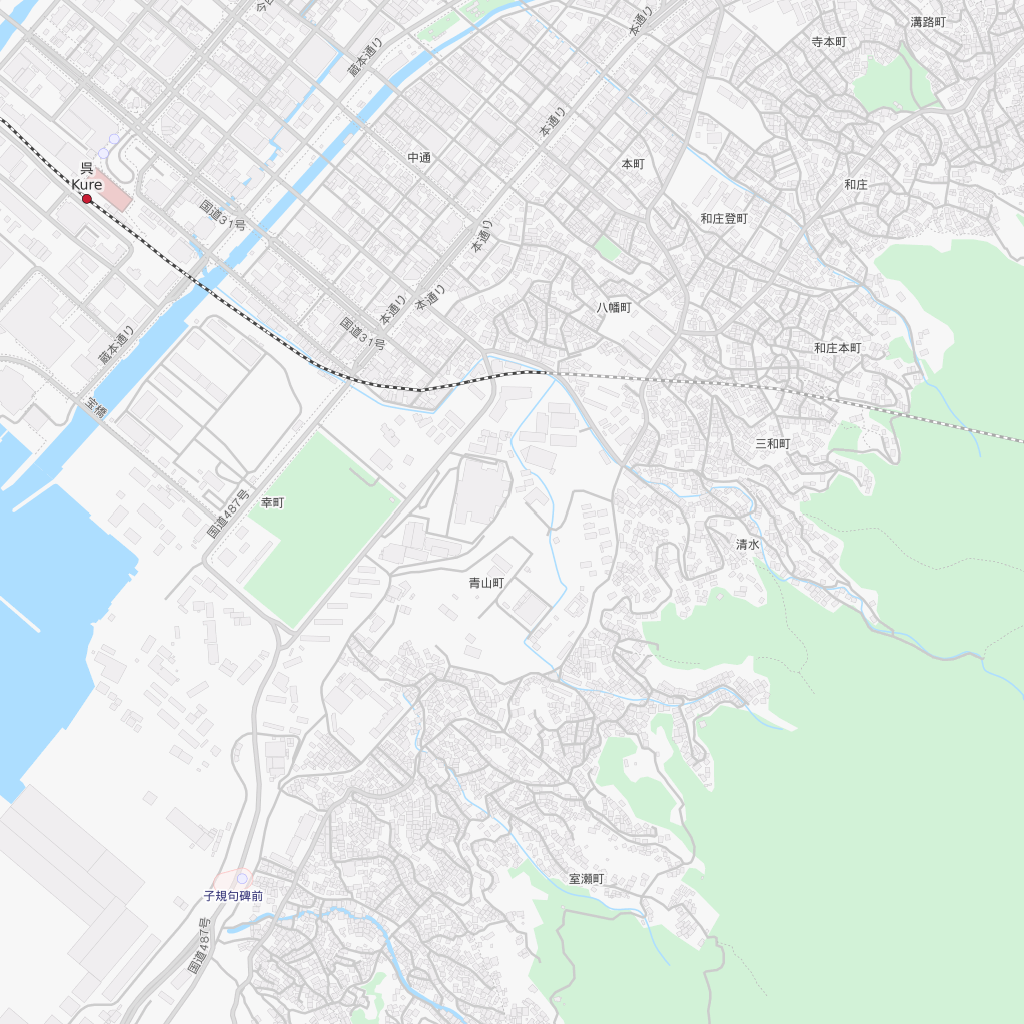 今西
本通り
溝路町
寺本町
蔵本通り
本通り
中通
本町
呉
Kure
和庄
国道31号
和庄登町
本通り
本通り
本通り
八幡町
国道31号
蔵本通り
和庄本町
宝橋
三和町
幸町
国道487号
清水
青山町
室瀬町
子規句碑前
国道487号